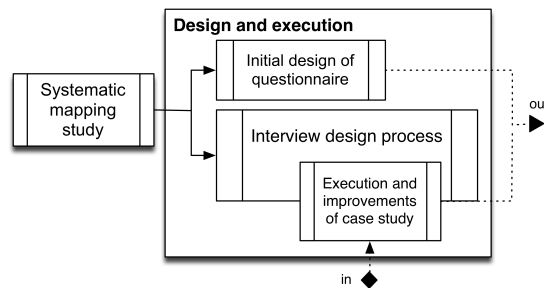 Design and execution
Initial design of
questionnaire
Systematic
mapping
study
Interview design process
Execution and
improvements
of case study
ou
in